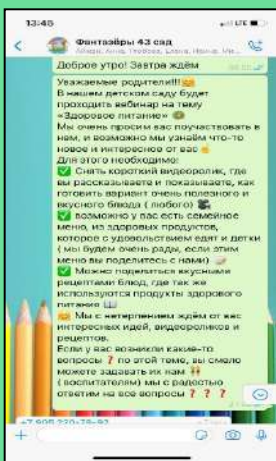 13:45
LTE
Фантазёры 43 сад
Доброе утро! Завтра ждём
Уважаемые родители!!!
В нашем детском саду будет
проходить вебинар на тему
«Здоровое питание»
Мы очень просим вас поучаствовать в
нем, и возможно мы узнаём что-то
новое и интересное от вас
Для этого необходимо:
Снять короткий видеоролик, где
вы рассказываете и показываете, как
готовить вариант очень полезного и
вкусного блюда ( любого)
возможно у вас есть семейное
меню, из здоровых продуктов,
которое с удовольствием едят и детки
( мы будем очень рады, если этим
меню вы поделитесь с нами)
Можно поделиться вкусными
рецептами блюд, где так же
используются продукты здорового
питания
Мы с нетерпением ждём от вас
интересных идей, видеороликов и
рецептов.
Если у вас возникли какие-то
вопросы ? по этой теме, вы смело
можете задавать их нам
( воспитателям) мы с радостью
ответим на все вопросы ? ? ?